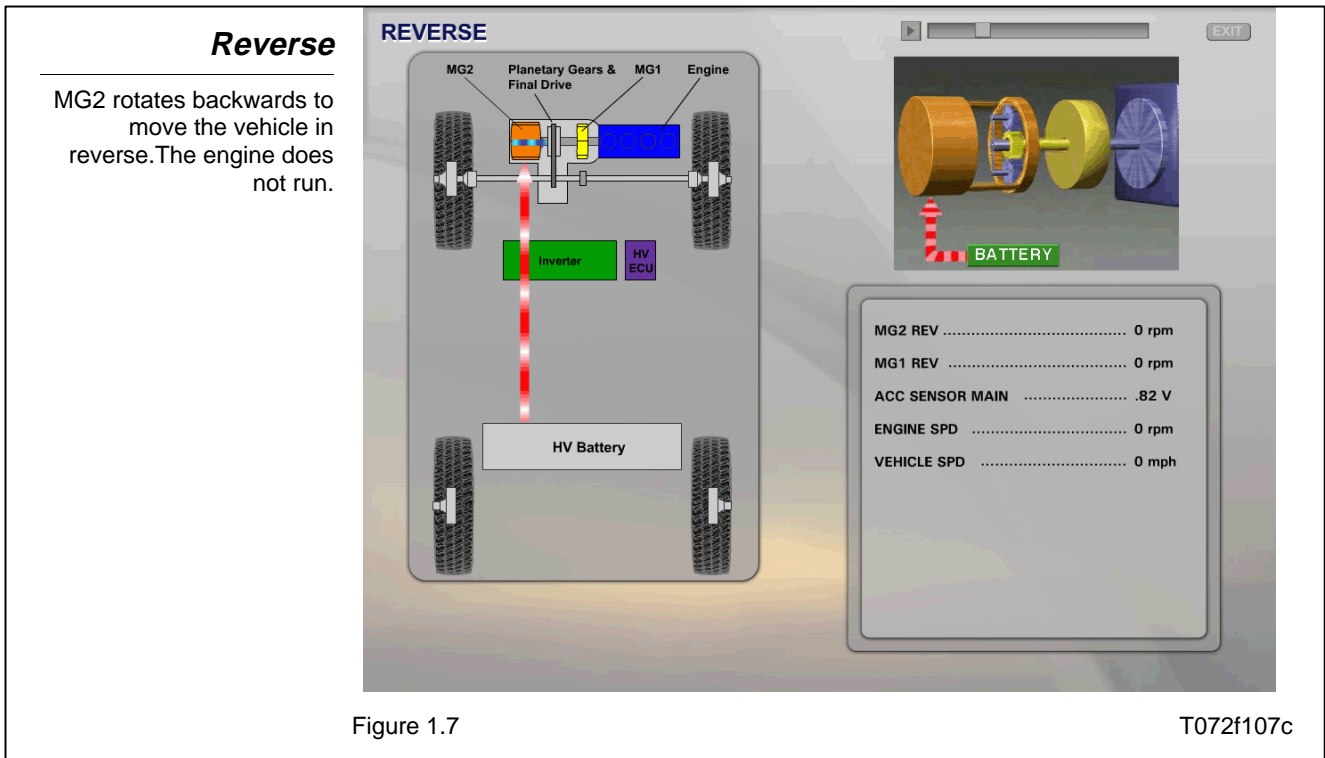 Reverse
MG2 rotates backwards to
move the vehicle in
reverse.The engine does
not run.
REVERSE
EXIT
MG2
Planetary Gears &
Final Drive
MG1
Engine
Inverter
HV
ECU
HV Battery
BATTERY
MG2 REV ....................................... 0 rpm
MG1 REV ...................................... 0 rpm
ACC SENSOR MAIN ...................... .82 V
ENGINE SPD ................................. 0 rpm
VEHICLE SPD ............................... 0 mph
Figure 1.7
T072f107c